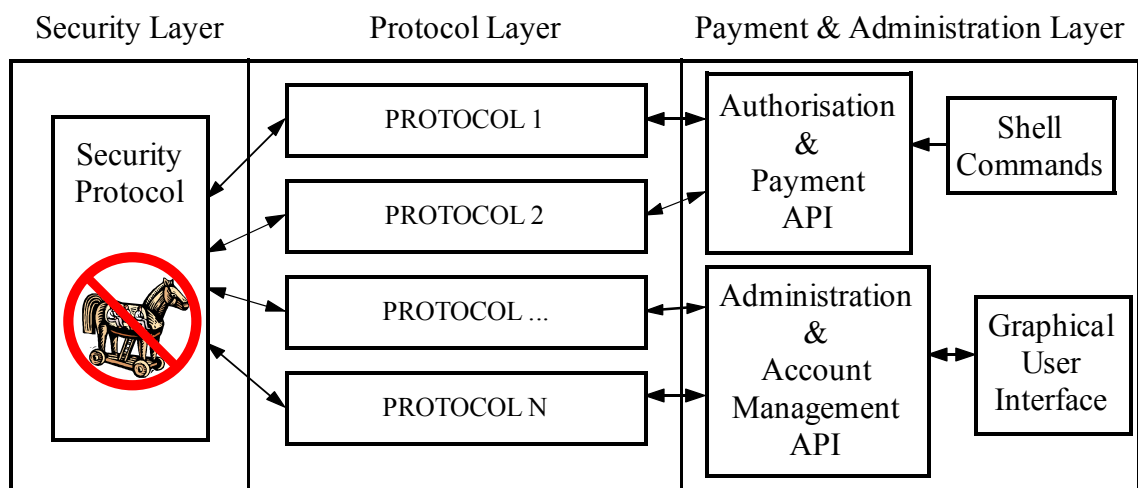 Security Layer
Protocol Layer
Payment & Administration Layer
Security
Protocol
PROTOCOL 1
PROTOCOL 2
PROTOCOL ...
PROTOCOL N
Authorisation
&
Payment
API
Shell
Commands
Administration
&
Account
Management
API
Graphical
User
Interface